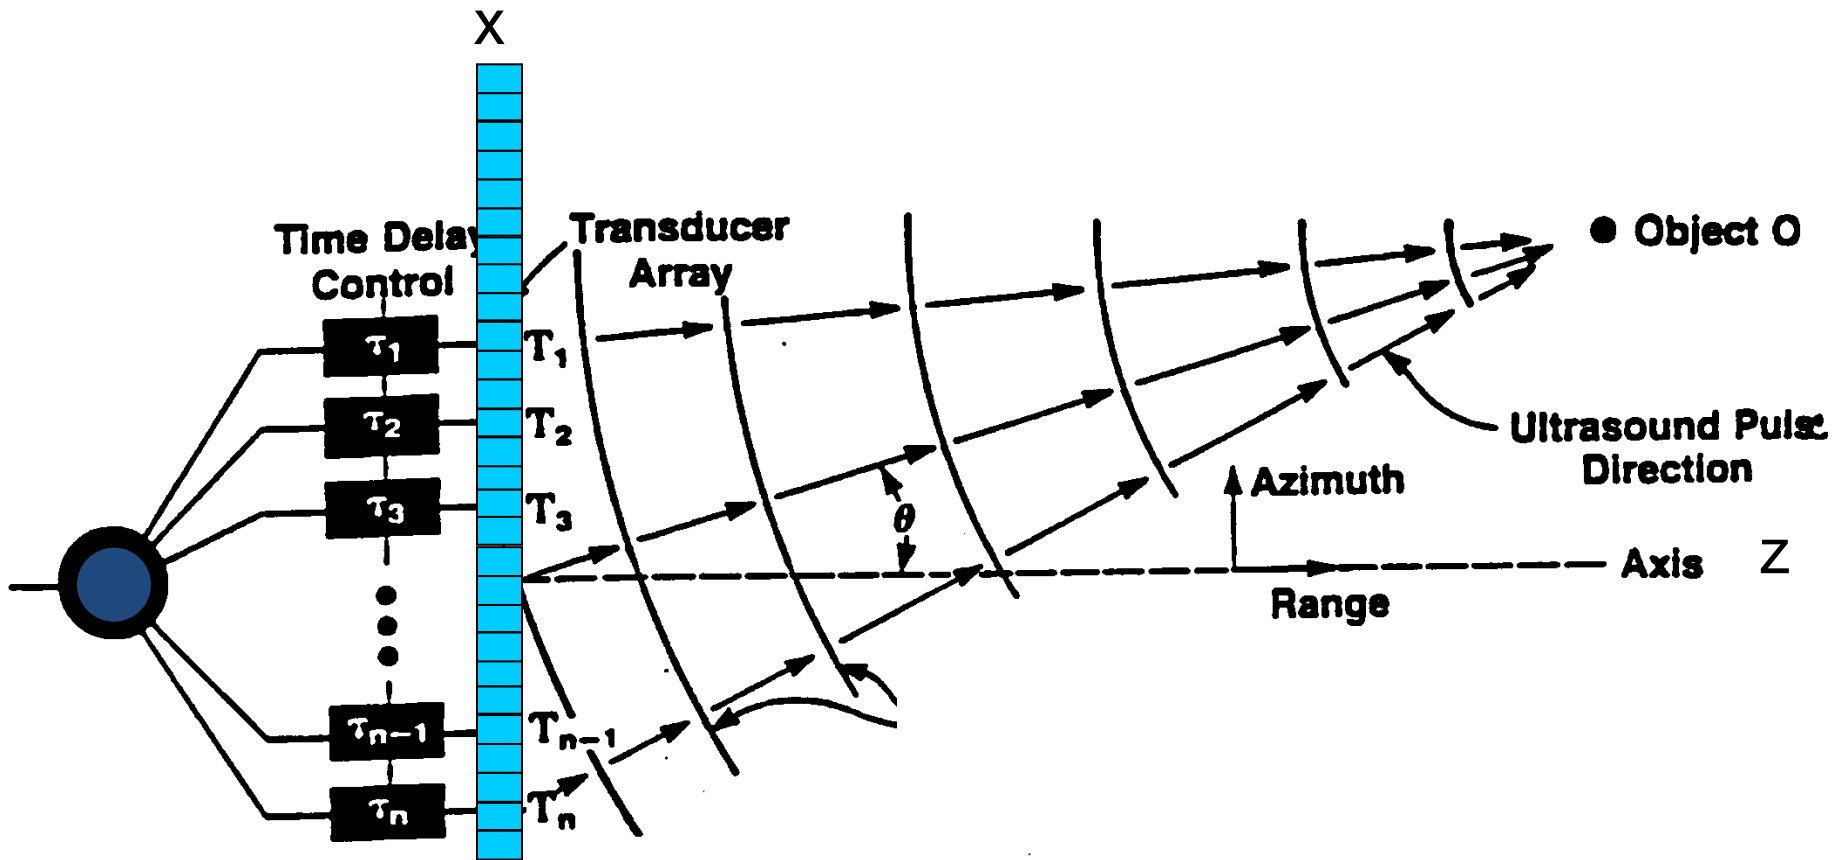 X
Time Delay
Control
Transducer
Array
Object O
τ1
T1
τ2
T2
Ultrasound Puls
Direction
τ3
T3
Azimuth
θ
Axis
Z
Range
τn-1
Tn-1
τn
Tn